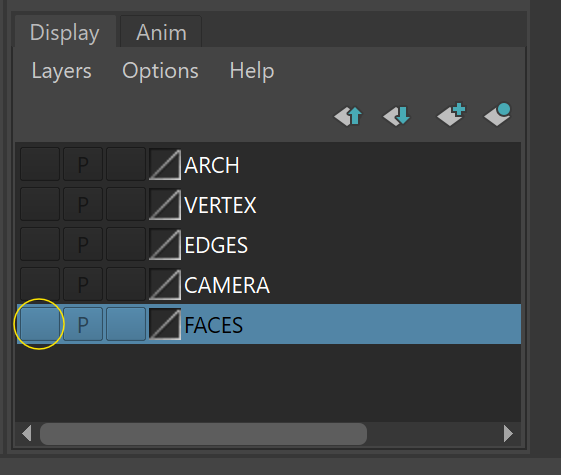 Display Anim
Layers Options Help
P ARCH
P VERTEX
P EDGES
P CAMERA
P FACES